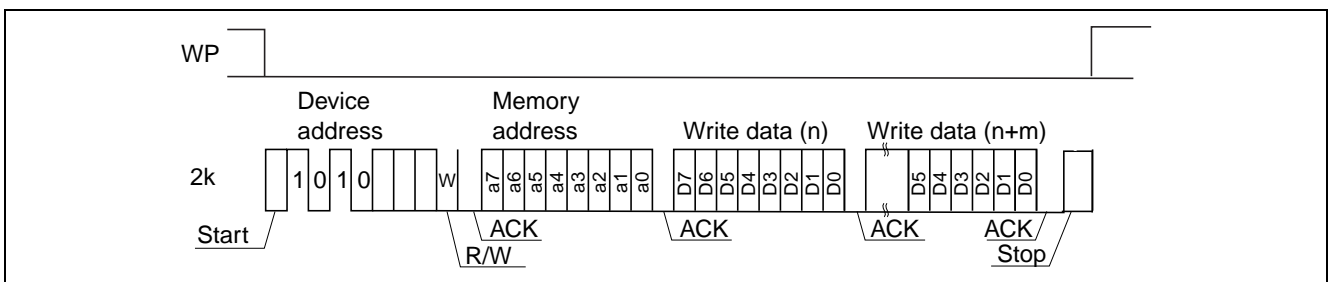 WP
Device address
Memory address
Write data (n)
Write data (n+m)
2k
1 0 1 0
W
a7 a6 a5 a4 a3 a2 a1 a0
D7 D6 D5 D4 D3 D2 D1 D0
D5 D4 D3 D2 D1 D0
Start
ACK
ACK
ACK
ACK
R/W
Stop